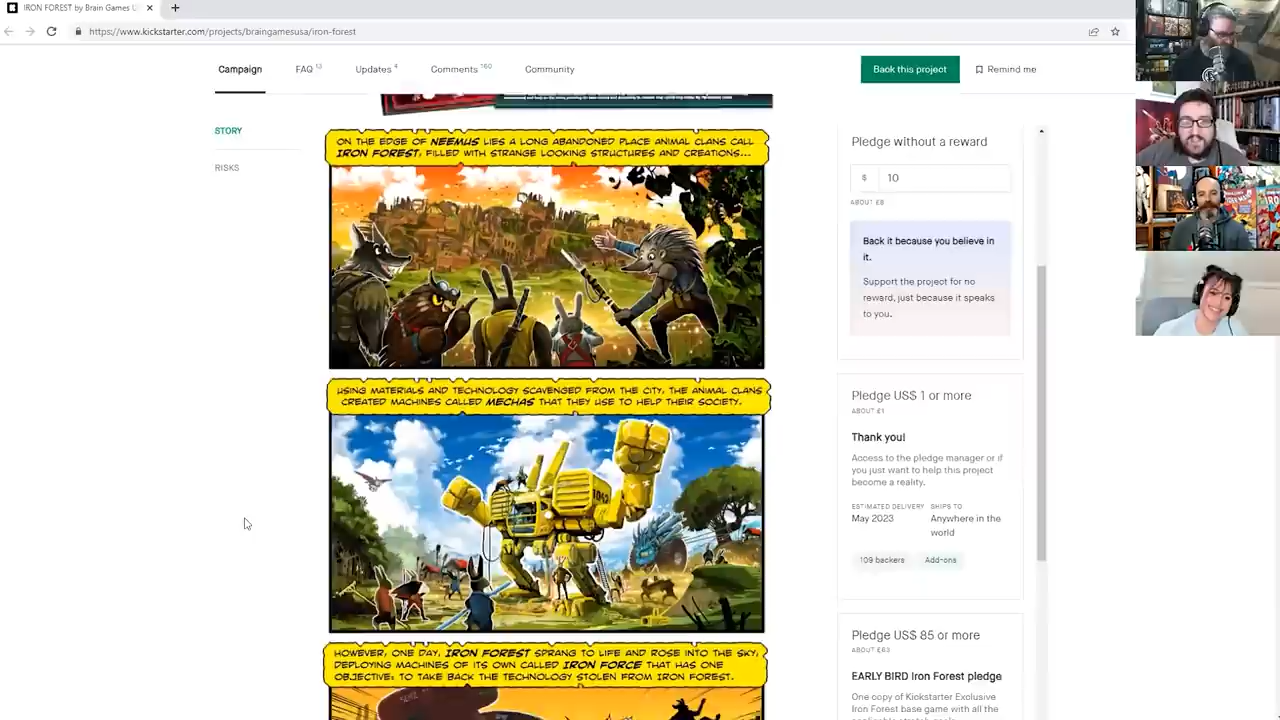 IRON FOREST by Brain Games U
https://www.kickstarter.com/projects/braingamesusa/iron-forest
Campaign
FAQ 13
Updates 4
Comments 160
Community
Back this project
Remind me
STORY
RISKS
ON THE EDGE OF NEEMUS LIES A LONG ABANDONED PLACE ANIMAL CLANS CALL
IRON FOREST, FILLED WITH STRANGE LOOKING STRUCTURES AND CREATIONS...
USING MATERIALS AND TECHNOLOGY SCAVENGED FROM THE CITY, THE ANIMAL CLANS
CREATED MACHINES CALLED MECHAS THAT THEY USE TO HELP THEIR SOCIETY.
HOWEVER, ONE DAY, IRON FOREST SPRANG TO LIFE AND ROSE INTO THE SKY,
DEPLOYING MACHINES OF ITS OWN CALLED IRON FORCE THAT HAS ONE
OBJECTIVE: TO TAKE BACK THE TECHNOLOGY STOLEN FROM IRON FOREST.
Pledge without a reward
$ 10
ABOUT £8
Back it because you believe in
it.
Support the project for no
reward, just because it speaks
to you.
Pledge US$ 1 or more
ABOUT £1
Thank you!
Access to the pledge manager or if
you just want to help this project
become a reality.
ESTIMATED DELIVERY
May 2023
SHIPS TO
Anywhere in the
world
109 backers
Add-ons
Pledge US$ 85 or more
ABOUT £63
EARLY BIRD Iron Forest pledge
One copy of Kickstarter Exclusive
Iron Forest base game with all the